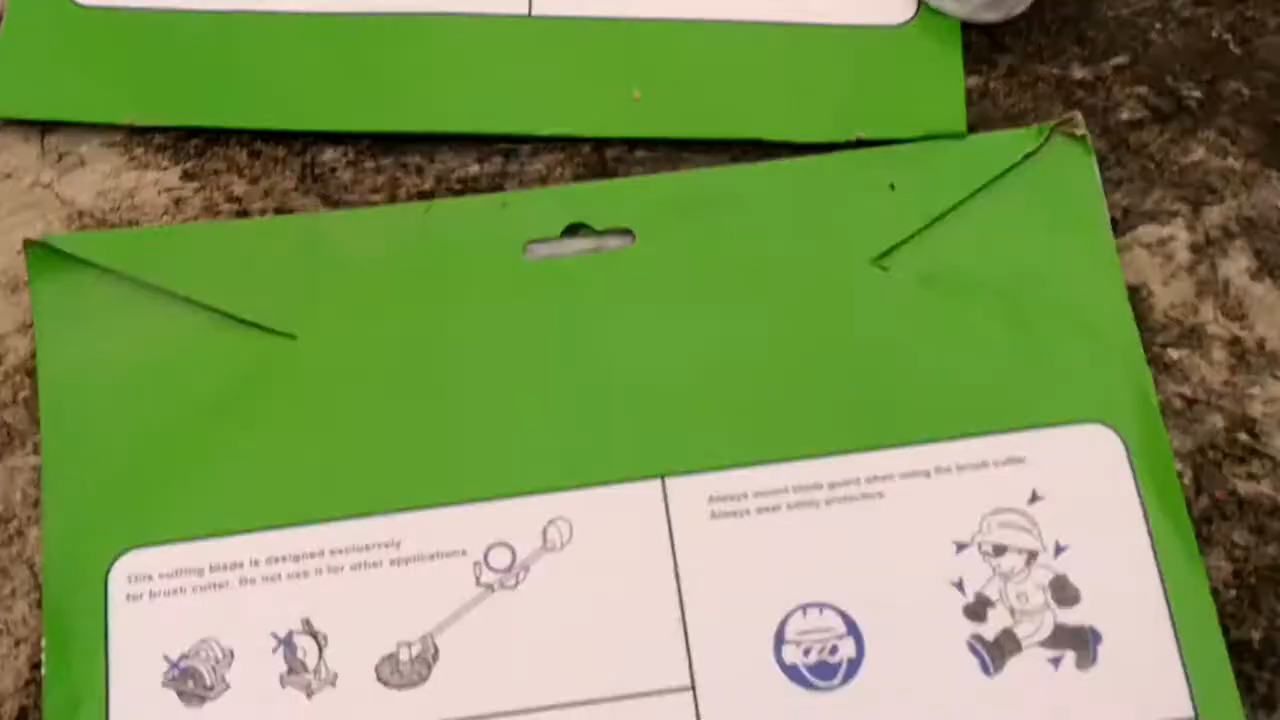 This cutting blade is designed exclusively
for brush cutter. Do not use it for other applications.
Always mount blade guard when using the brush cutter.
Always wear safety protectors.